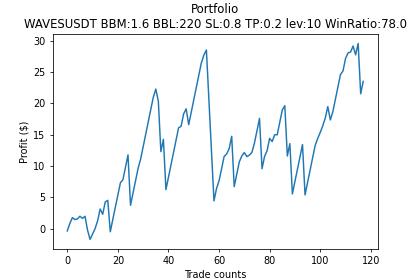 Portfolio
WAVESUSDT BBM:1.6 BBL:220 SL:0.8 TP:0.2 lev:10 WinRatio:78.0
30
25
20
15
10
5
0
Profit ($)
0 20 40 60 80 100 120
Trade counts